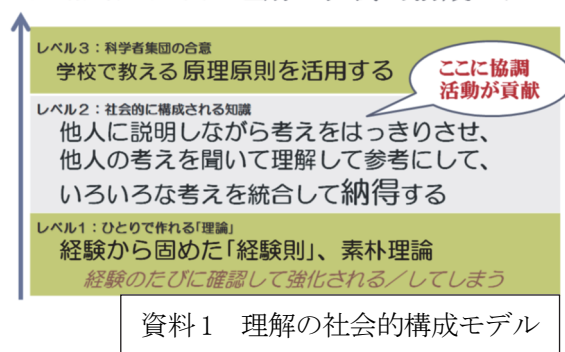 レベル3：科学者集団の合意
学校で教える原理原則を活用する
ここに協調
活動が貢献
レベル2：社会的に構成される知識
他人に説明しながら考えをはっきりさせ、
他人の考えを聞いて理解して参考にして、
いろいろな考えを統合して納得する
レベル1：ひとりで作れる「理論」
経験から固めた「経験則」、素朴理論
経験のたびに確認して強化される／してしまう
資料1　理解の社会的構成モデル